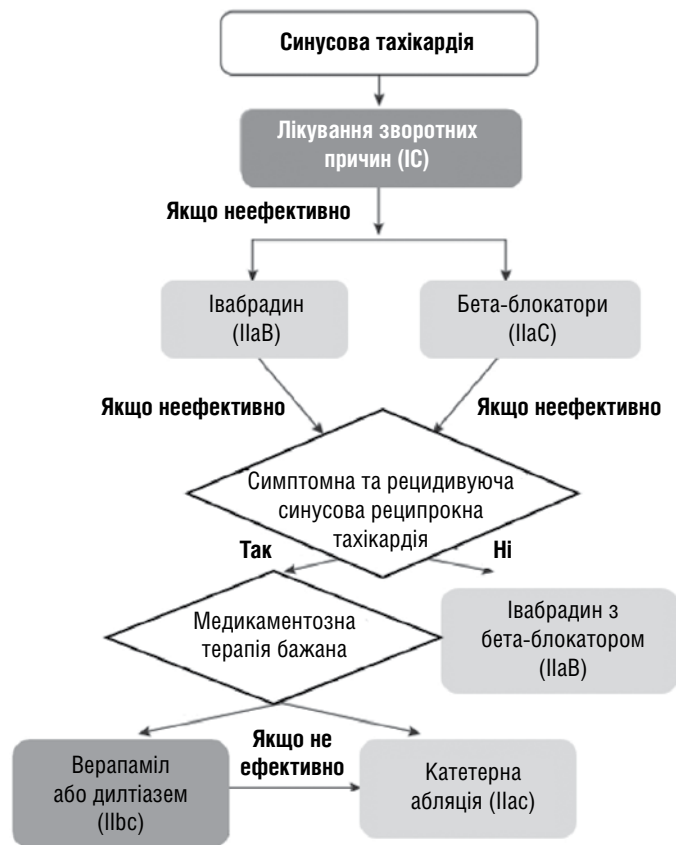 Синусова тахікардія
Лікування зворотних
причин (IC)
Якщо неефективно
Івабрадин
(IIaB)
Бета-блокатори
(IIaC)
Якщо неефективно
Якщо неефективно
Симптомна та рецидивуюча
синусова реципрокна
тахікардія
Так
Ні
Медикаментозна
терапія бажана
Івабрадин з
бета-блокатором
(IIaB)
Верапаміл
або дилтіазем
(IIbc)
Якщо не
ефективно
Катетерна
абляція (IIac)